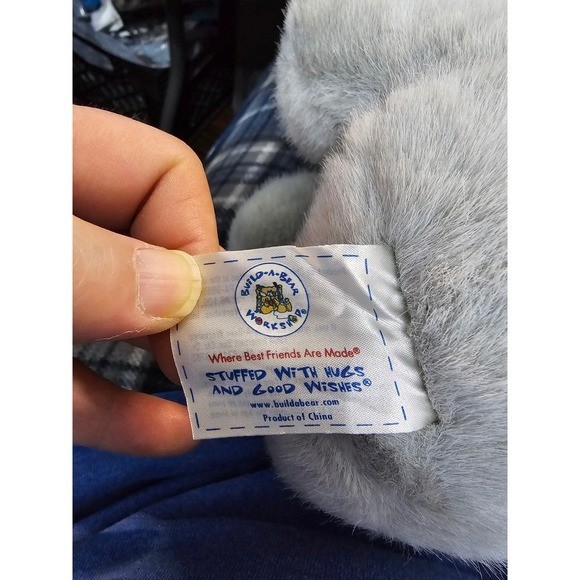 BUILD-A-BEAR
WORKSHOP®
Where Best Friends Are Made®
STUFFED WITH HUGS
AND GOOD WISHES®
www.buildabear.com
Product of China